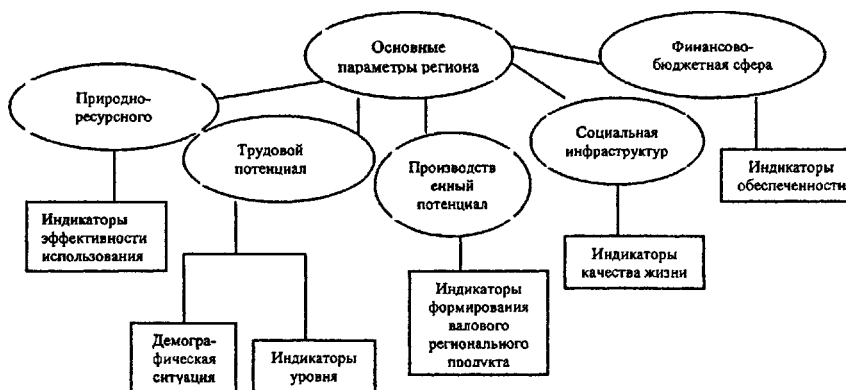 Основные
параметры региона
Финансово-
бюджетная сфера
Природно-
ресурсного
Трудовой
потенциал
Производств
енный
потенциал
Социальная
инфраструктур
Индикаторы
обеспеченности
Индикаторы
эффективности
использования
Индикаторы
качества жизни
Индикаторы
формирования
валового
регионального
продукта
Демогра-
фическая
ситуация
Индикаторы
уровня